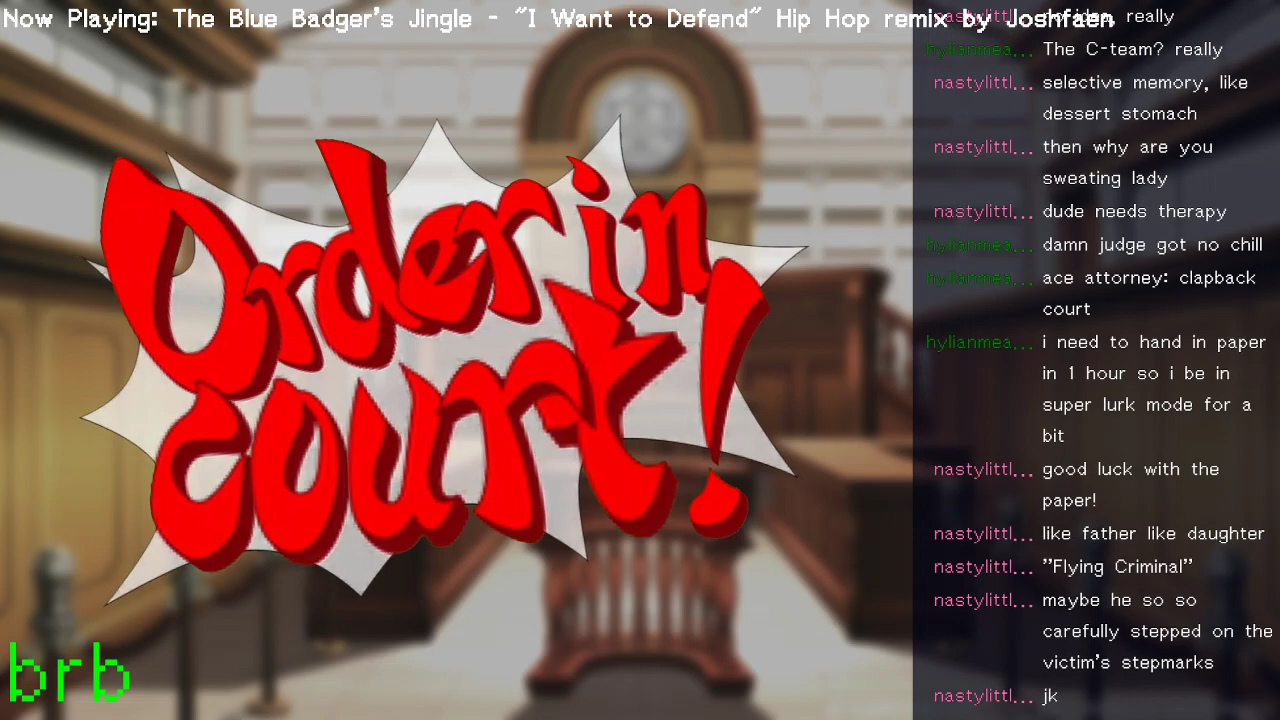 Now Playing: The Blue Badger's Jingle - "I Want to Defend" Hip Hop remix by Joshfaen
Order in
court!
brb
nastylittl... really
hylianmea... The C-team? really
nastylittl... selective memory, like
dessert stomach
nastylittl... then why are you
sweating lady
nastylittl... dude needs therapy
hylianmea... damn judge got no chill
hylianmea... ace attorney: clapback
court
hylianmea... i need to hand in paper
in 1 hour so i be in
super lurk mode for a
bit
nastylittl... good luck with the
paper!
nastylittl... like father like daughter
nastylittl... "Flying Criminal"
nastylittl... maybe he so so
carefully stepped on the
victim's stepmarks
nastylittl... jk